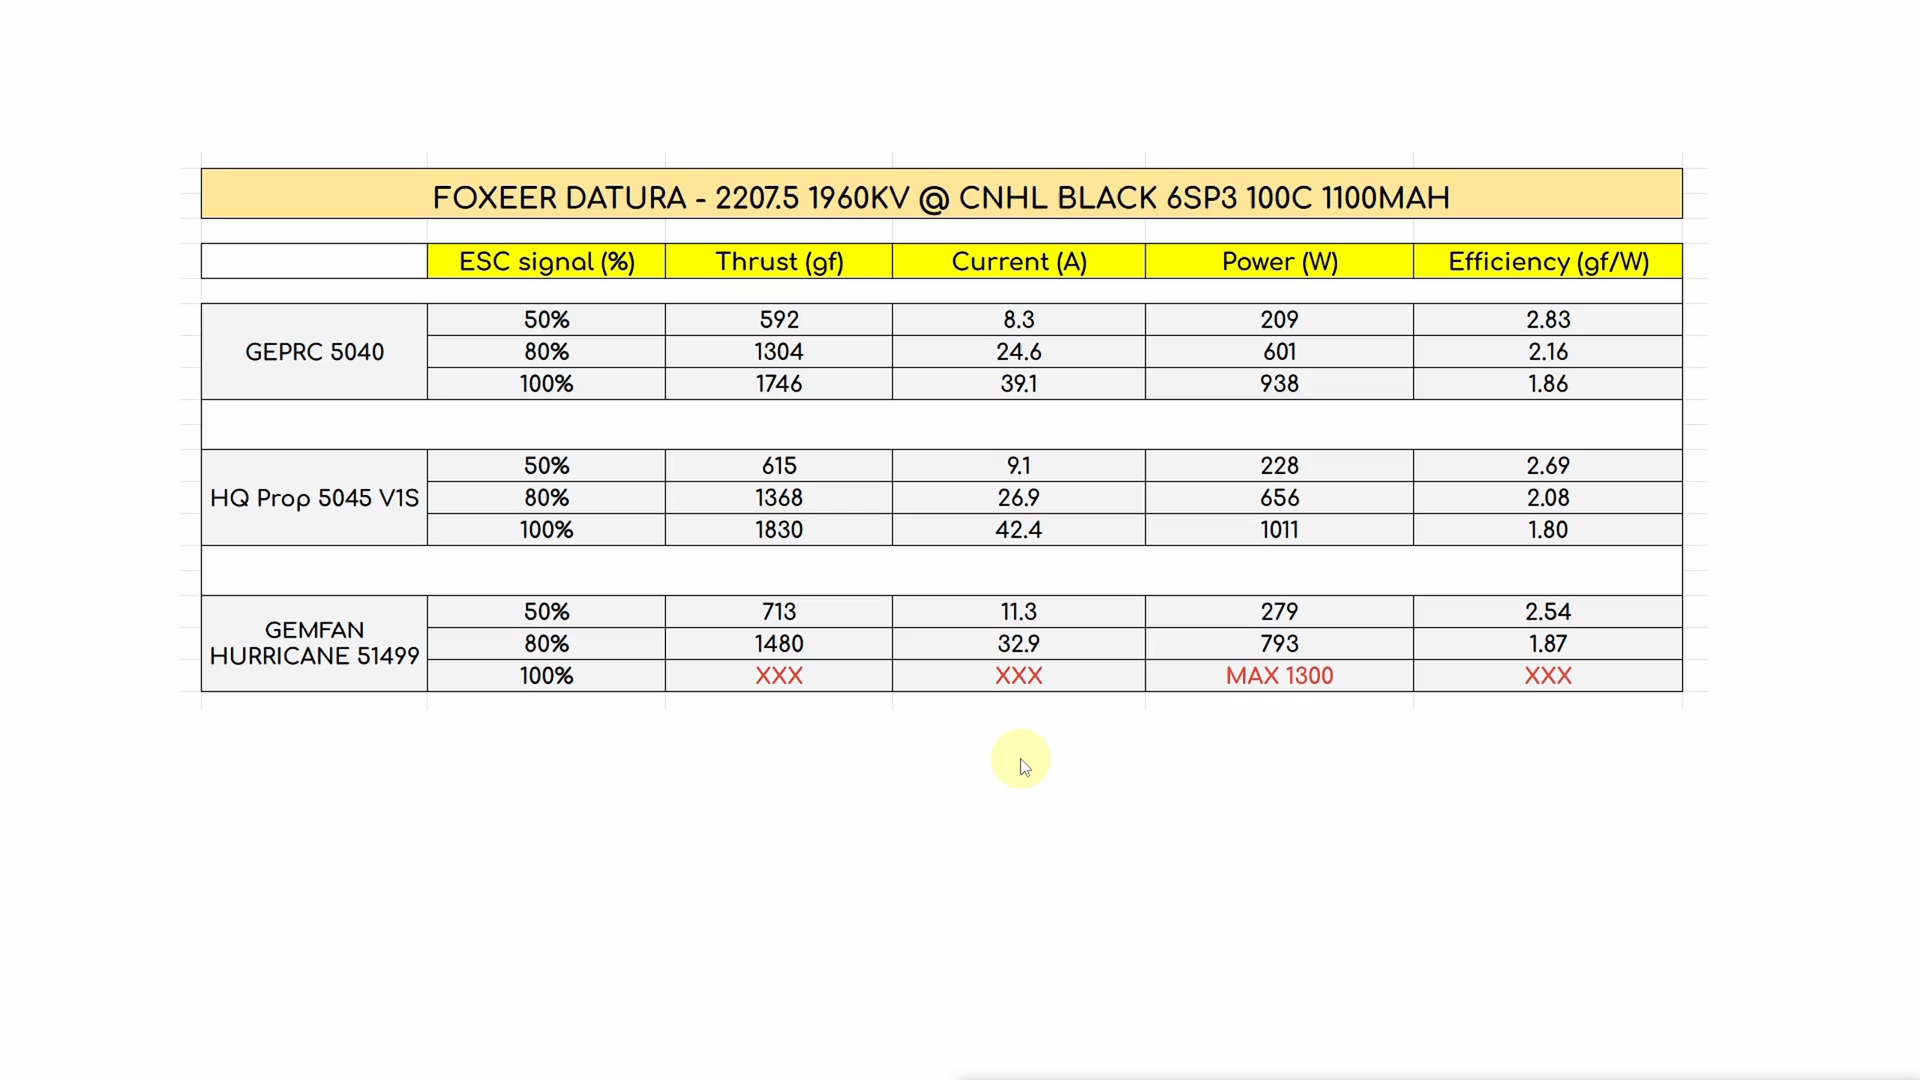 FOXEER DATURA - 2207.5 1960KV @ CNHL BLACK 6SP3 100C 1100MAH
ESC signal (%) Thrust (gf) Current (A) Power (W) Efficiency (gf/W)
GEPRC 5040
50% 592 8.3 209 2.83
80% 1304 24.6 601 2.16
100% 1746 39.1 938 1.86
HQ Prop 5045 V1S
50% 615 9.1 228 2.69
80% 1368 26.9 656 2.08
100% 1830 42.4 1011 1.80
GEMFAN
HURRICANE 51499
50% 713 11.3 279 2.54
80% 1480 32.9 793 1.87
100% XXX XXX MAX 1300 XXX